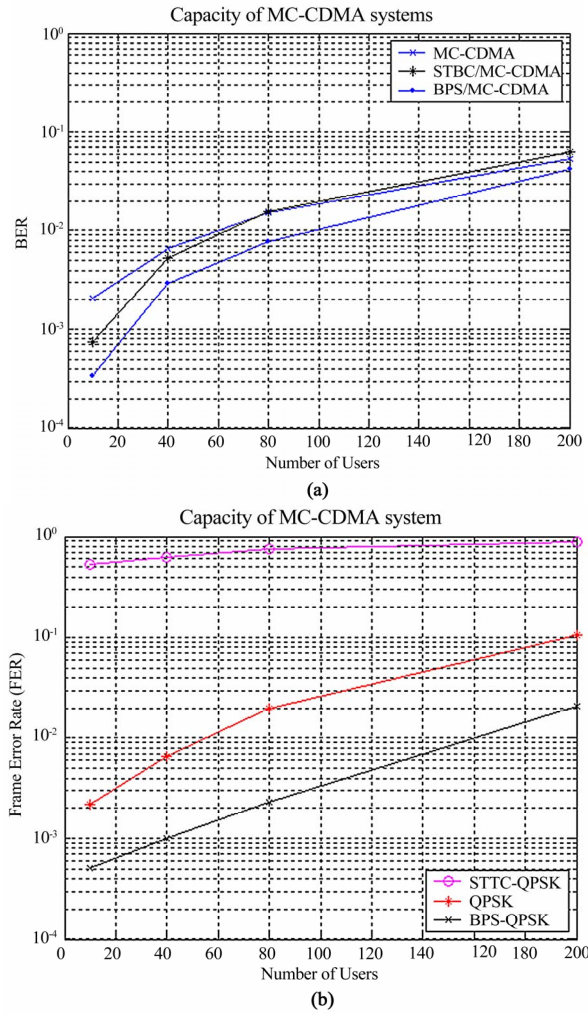 Capacity of MC-CDMA systems
MC-CDMA
STBC/MC-CDMA
BPS/MC-CDMA
10^0
10^-1
10^-2
10^-3
10^-4
BER
0 20 40 60 80 100 120 140 120 180 200
Number of Users
(a)
Capacity of MC-CDMA system
10^0
10^-1
10^-2
10^-3
10^-4
Frame Error Rate (FER)
STTC-QPSK
QPSK
BPS-QPSK
0 20 40 60 80 100 120 140 120 180 200
Number of Users
(b)